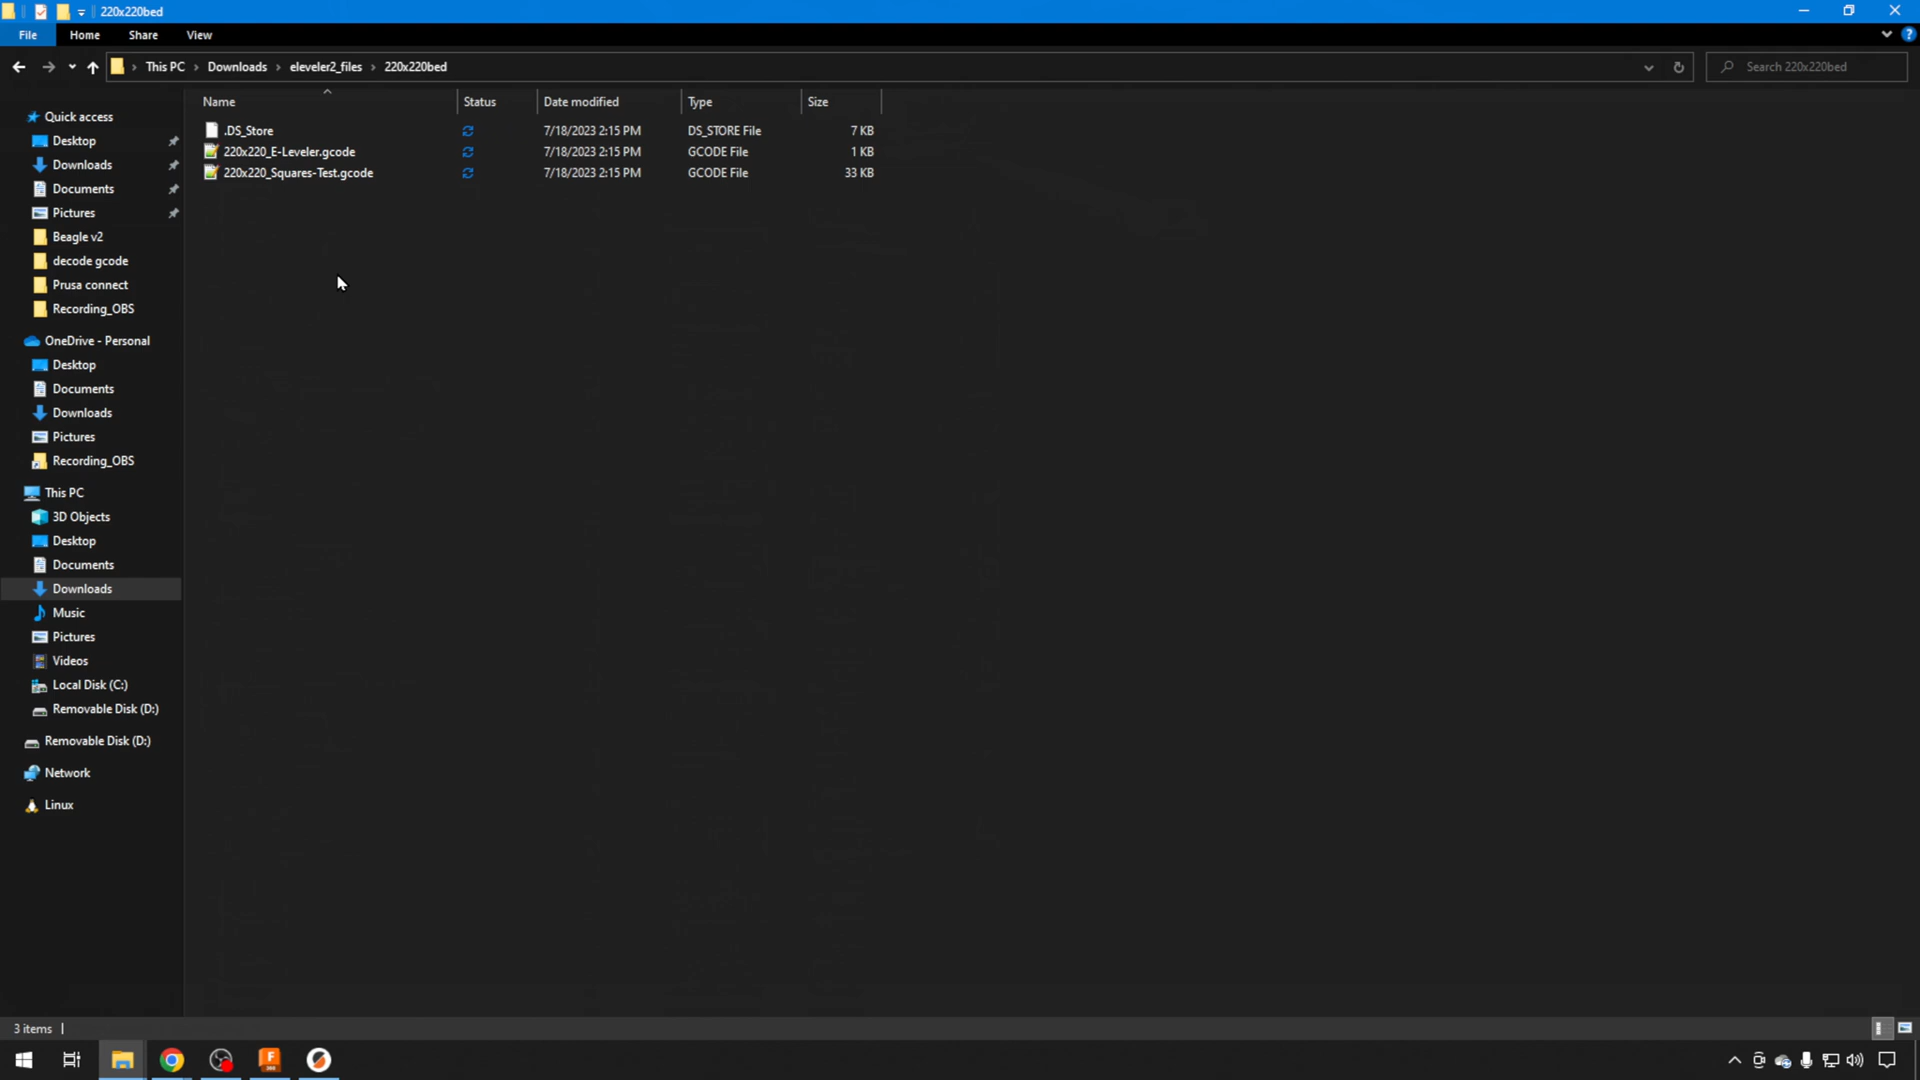 220x220bed
File Home Share View
This PC Downloads eleveler2_files 220x220bed Search 220x220bed
Name Status Date modified Type Size
.DS_Store 7/18/2023 2:15 PM DS_STORE File 7 KB
220x220_E-Leveler.gcode 7/18/2023 2:15 PM GCODE File 1 KB
220x220_Squares-Test.gcode 7/18/2023 2:15 PM GCODE File 33 KB
Quick access
Desktop
Downloads
Documents
Pictures
Beagle v2
decode gcode
Prusa connect
Recording_OBS
OneDrive - Personal
Desktop
Documents
Downloads
Pictures
Recording_OBS
This PC
3D Objects
Desktop
Documents
Downloads
Music
Pictures
Videos
Local Disk (C:)
Removable Disk (D:)
Removable Disk (D:)
Network
Linux
3 items